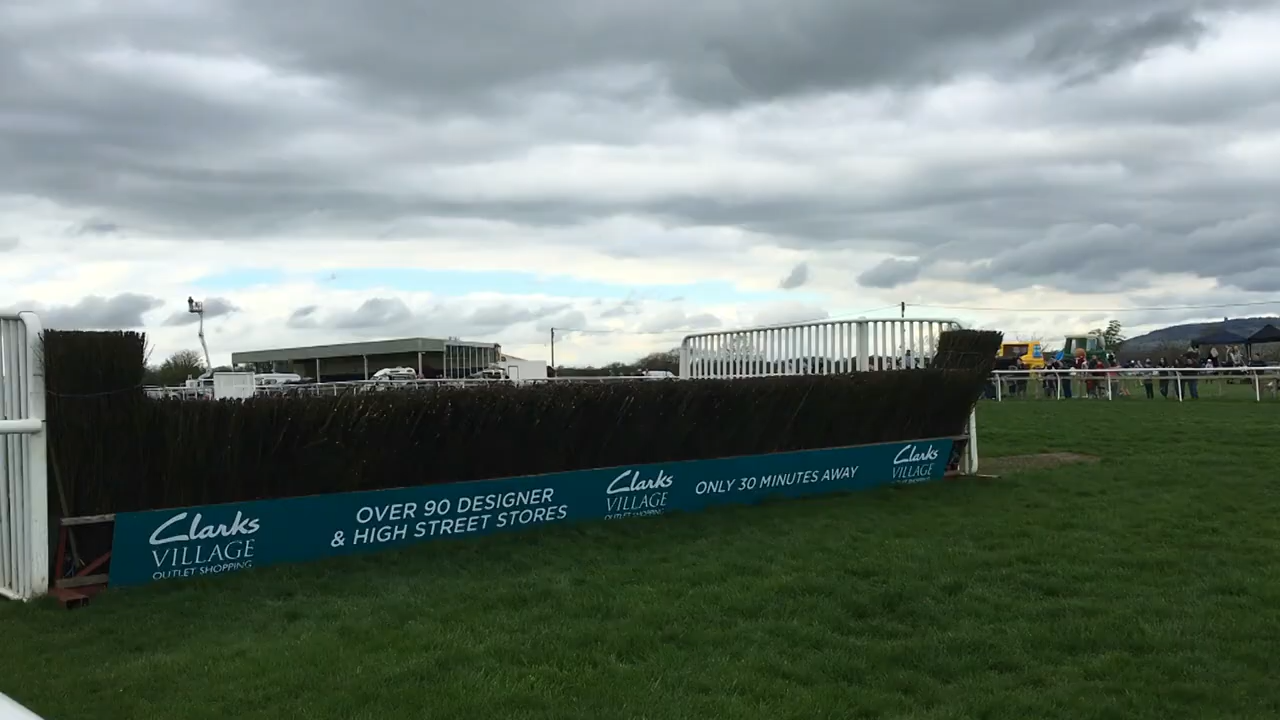 Clarks
VILLAGE
OUTLET SHOPPING
OVER 90 DESIGNER
& HIGH STREET STORES
Clarks
VILLAGE
OUTLET SHOPPING
ONLY 30 MINUTES AWAY
Clarks
VILLAGE